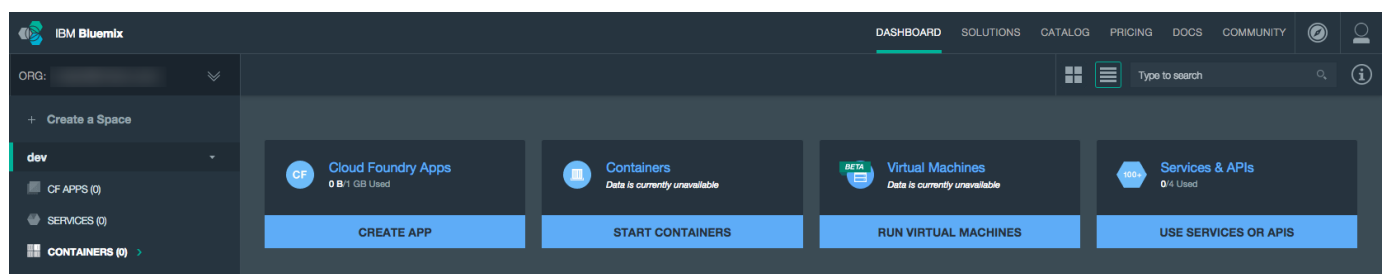 IBM Bluemix
DASHBOARD SOLUTIONS CATALOG PRICING DOCS COMMUNITY
ORG:
Type to search
+ Create a Space
dev
CF APPS (0)
SERVICES (0)
CONTAINERS (0) >
CF
Cloud Foundry Apps
0 B/1 GB Used
CREATE APP
Containers
Data is currently unavailable
START CONTAINERS
BETA
Virtual Machines
Data is currently unavailable
RUN VIRTUAL MACHINES
100+
Services & APIs
0/4 Used
USE SERVICES OR APIS